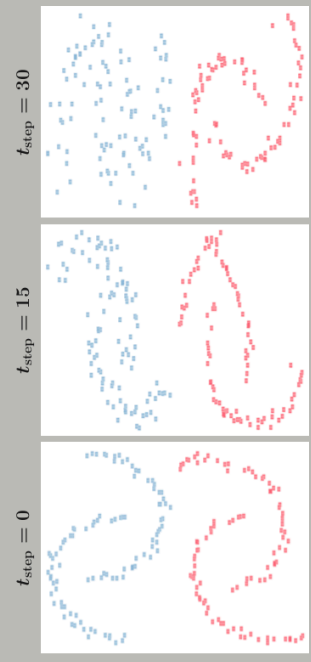 t_step = 0
t_step = 15
t_step = 30